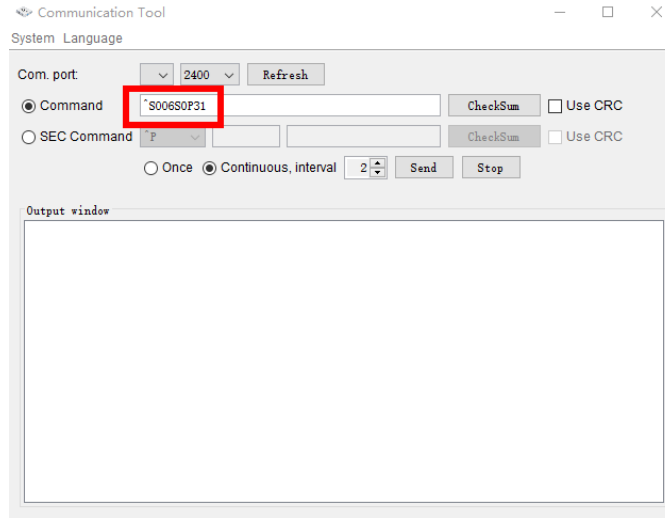 Communication Tool
System Language
Com. port: 2400 Refresh
Command ^S006S0P31 CheckSum Use CRC
SEC Command ^P CheckSum Use CRC
Once Continuous, interval 2 Send Stop
Output window